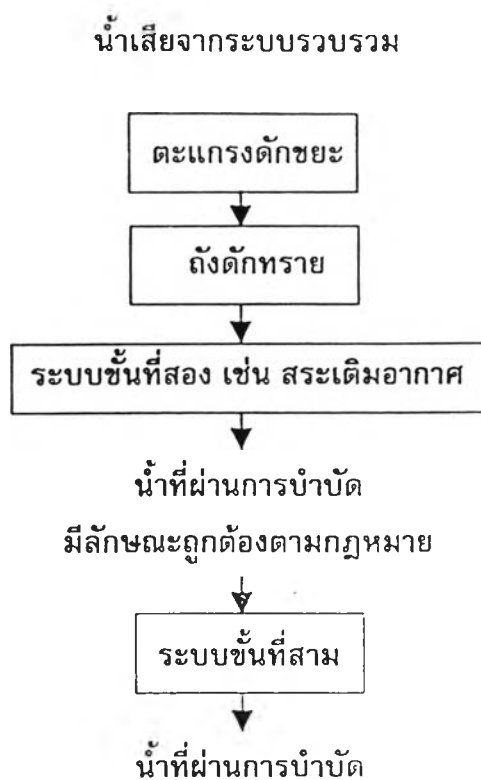 น้ำเสียจากระบบรวบรวม
ตะแกรงดักขยะ
ถังดักทราย
ระบบขั้นที่สอง เช่น สระเติมอากาศ
น้ำที่ผ่านการบำบัด
มีลักษณะถูกต้องตามกฎหมาย
ระบบขั้นที่สาม
น้ำที่ผ่านการบำบัด